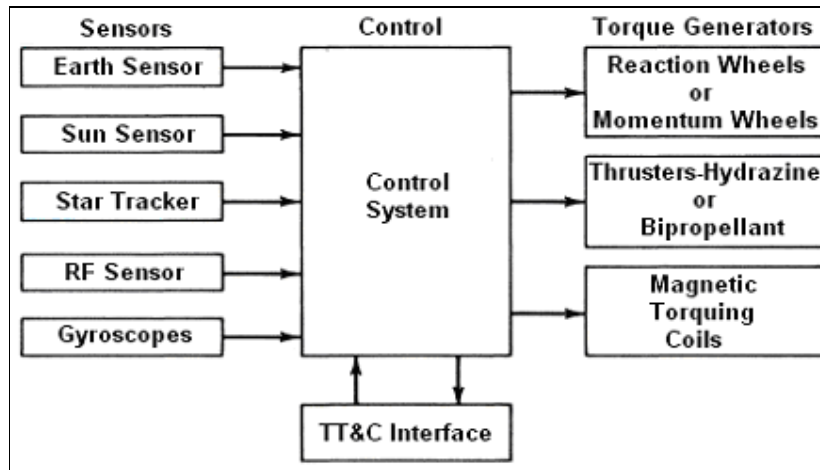 Sensors
Control
Torque Generators
Earth Sensor
Sun Sensor
Star Tracker
RF Sensor
Gyroscopes
Control
System
TT&C Interface
Reaction Wheels
or
Momentum Wheels
Thrusters-Hydrazine
or
Bipropellant
Magnetic
Torquing
Coils